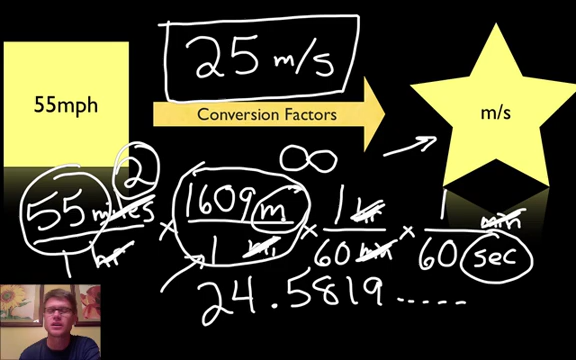 25 m/s
55mph
Conversion Factors
m/s
2
∞
55 miles × 1609 m × 1 hr × 1 min
1 hr 1 mi 60 min 60 sec
24.5819.....